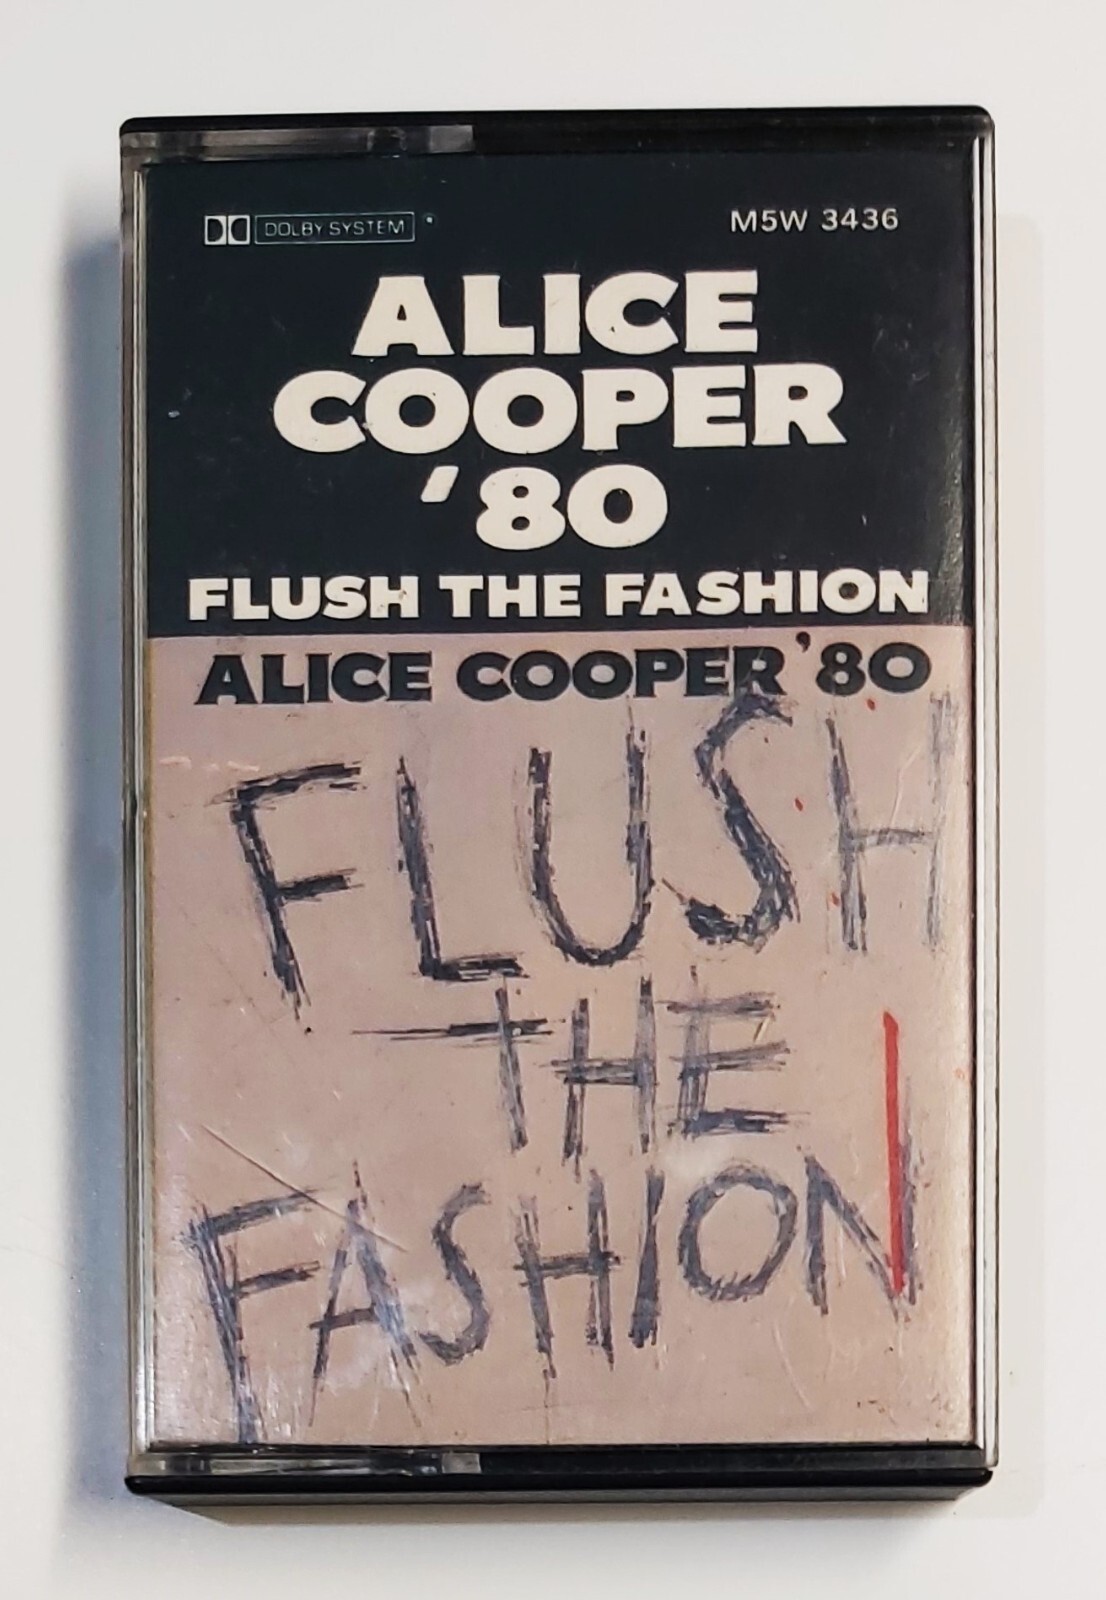 DOLBY SYSTEM
M5W 3436
ALICE
COOPER
'80
FLUSH THE FASHION
ALICE COOPER '80
FLUSH
THE
FASHION